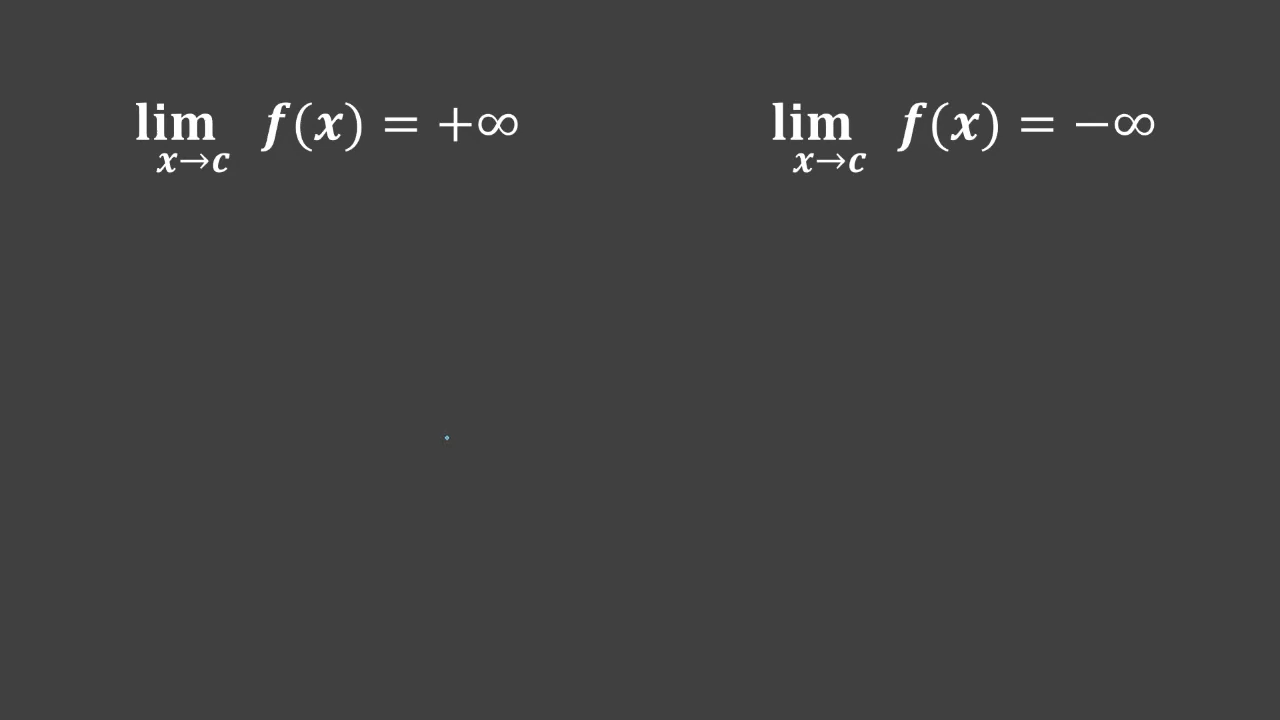 lim x→c f(x) = +∞
lim x→c f(x) = −∞